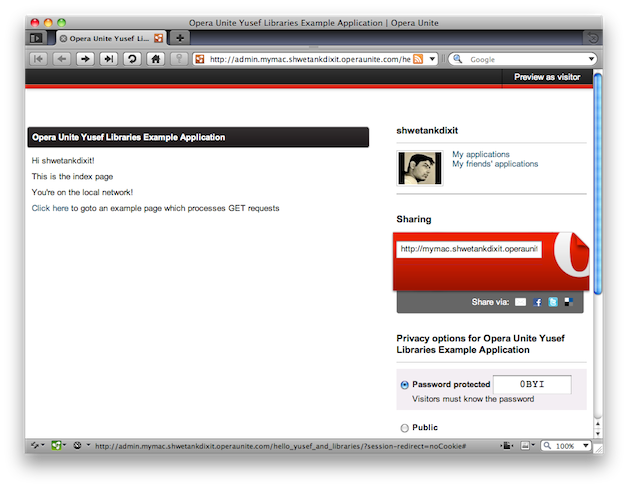 Opera Unite Yusef Libraries Example Application | Opera Unite
Opera Unite Yusef Li...
http://admin.mymac.shwetankdixit.operaunite.com/he
Google
Preview as visitor
Opera Unite Yusef Libraries Example Application
Hi shwetankdixit!
This is the index page
You're on the local network!
Click here to goto an example page which processes GET requests
shwetankdixit
My applications
My friends' applications
Sharing
http://mymac.shwetankdixit.operaunit
Share via:
Privacy options for Opera Unite Yusef
Libraries Example Application
Password protected
0BYI
Visitors must know the password
Public
http://admin.mymac.shwetankdixit.operaunite.com/hello_yusef_and_libraries/?session-redirect=noCookie#
100%